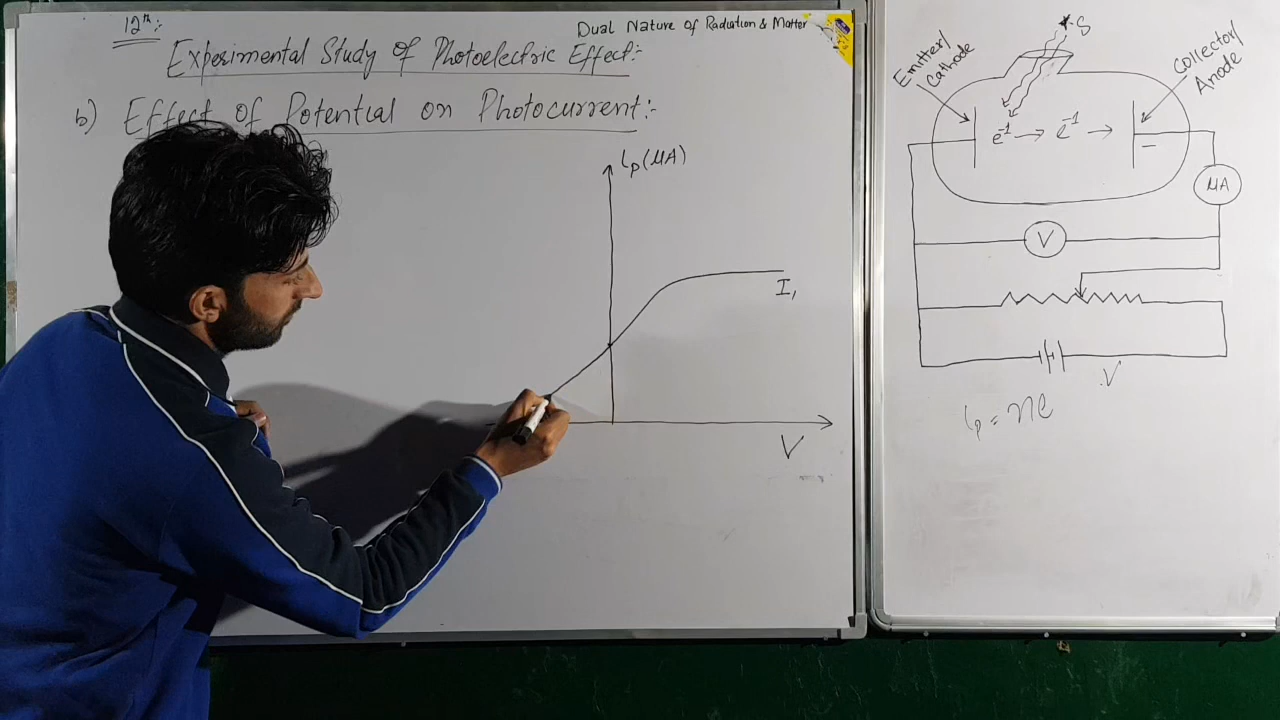 12th:
Dual Nature Of Radiation & Matter
Experimental Study of Photoelectric Effect:-
b) Effect of Potential on Photocurrent:-
ip(μA)
I1
V
S
Emitter/
Cathode
Collector/
Anode
e-1 → e-1 →
−
μA
V
V
ip = ne